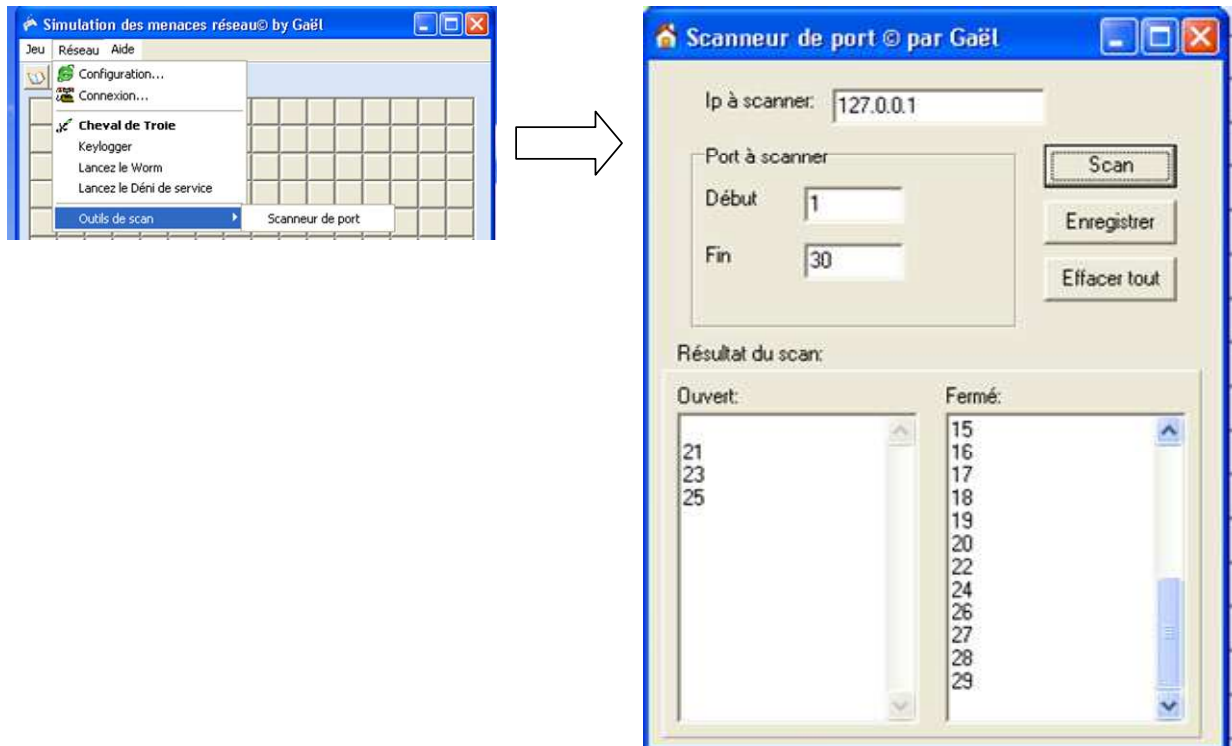 Simulation des menaces réseau© by Gaël
Jeu Réseau Aide
Configuration...
Connexion...
Cheval de Troie
Keylogger
Lancez le Worm
Lancez le Déni de service
Outils de scan
Scanneur de port
Scanneur de port © par Gaël
Ip à scanner: 127.0.0.1
Port à scanner
Scan
Début 1
Enregistrer
Fin 30
Effacer tout
Résultat du scan:
Ouvert:
21
23
25
Fermé:
15
16
17
18
19
20
22
24
26
27
28
29